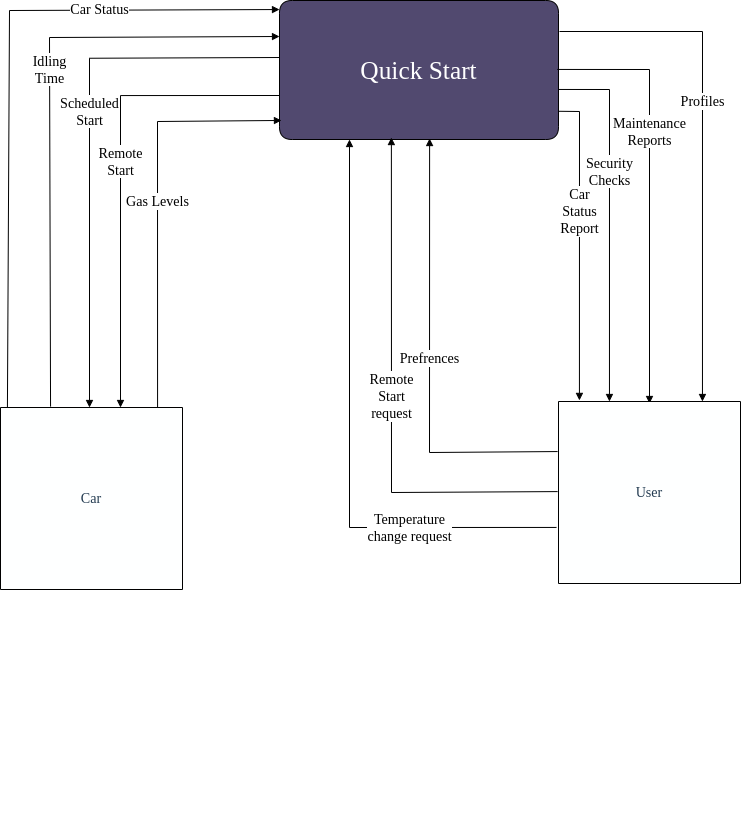 Car Status
Quick Start
Idling
Time
Scheduled
Start
Remote
Start
Gas Levels
Profiles
Maintenance
Reports
Security
Checks
Car
Status
Report
Prefrences
Remote
Start
request
Temperature
change request
Car
User